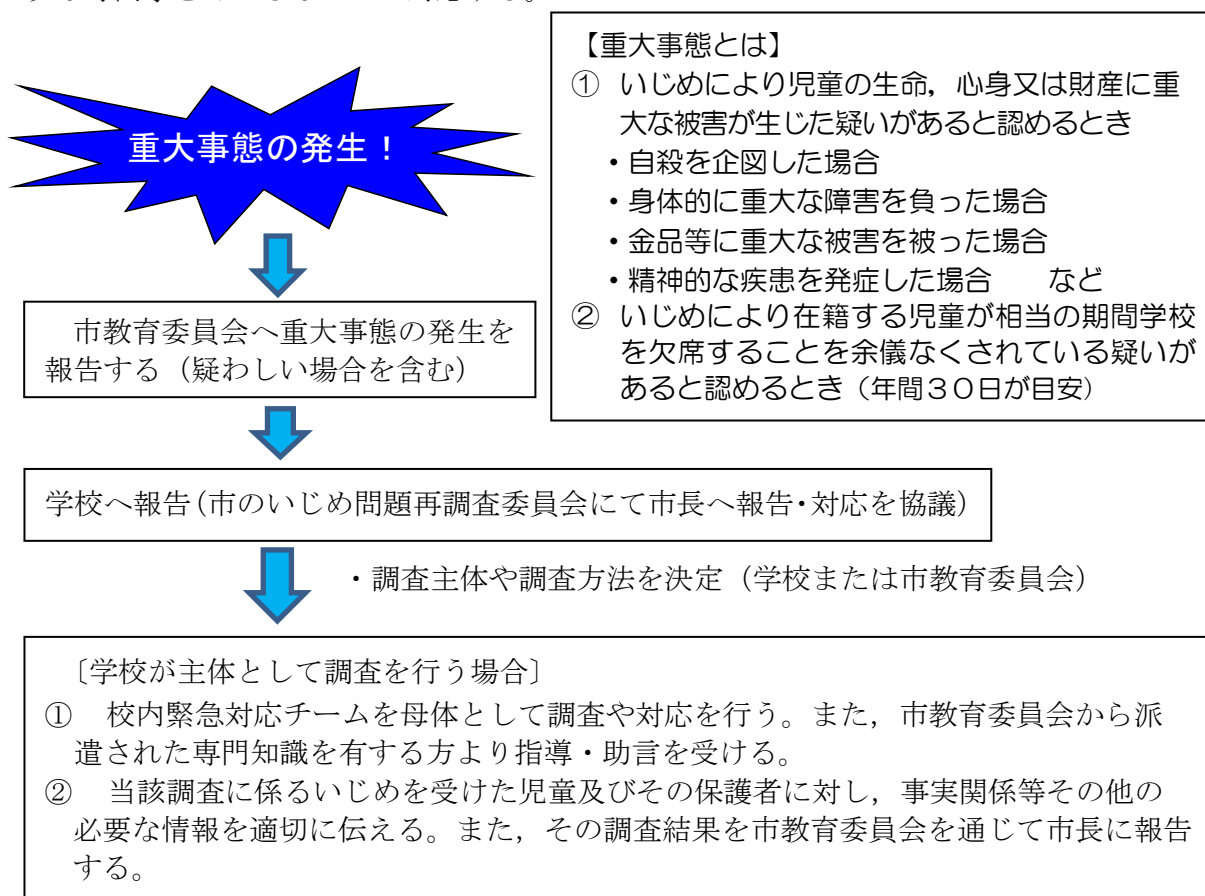 重大事態の発生！
【重大事態とは】
① いじめにより児童の生命，心身又は財産に重
大な被害が生じた疑いがあると認めるとき
・自殺を企図した場合
・身体的に重大な障害を負った場合
・金品等に重大な被害を被った場合
・精神的な疾患を発症した場合　　など
② いじめにより在籍する児童が相当の期間学校
を欠席することを余儀なくされている疑いが
あると認めるとき（年間３０日が目安）
市教育委員会へ重大事態の発生を
報告する（疑わしい場合を含む）
学校へ報告（市のいじめ問題再調査委員会にて市長へ報告・対応を協議）
・調査主体や調査方法を決定（学校または市教育委員会）
〔学校が主体として調査を行う場合〕
①　校内緊急対応チームを母体として調査や対応を行う。また，市教育委員会から派
遣された専門知識を有する方より指導・助言を受ける。
②　当該調査に係るいじめを受けた児童及びその保護者に対し，事実関係等その他の
必要な情報を適切に伝える。また，その調査結果を市教育委員会を通じて市長に報告
する。